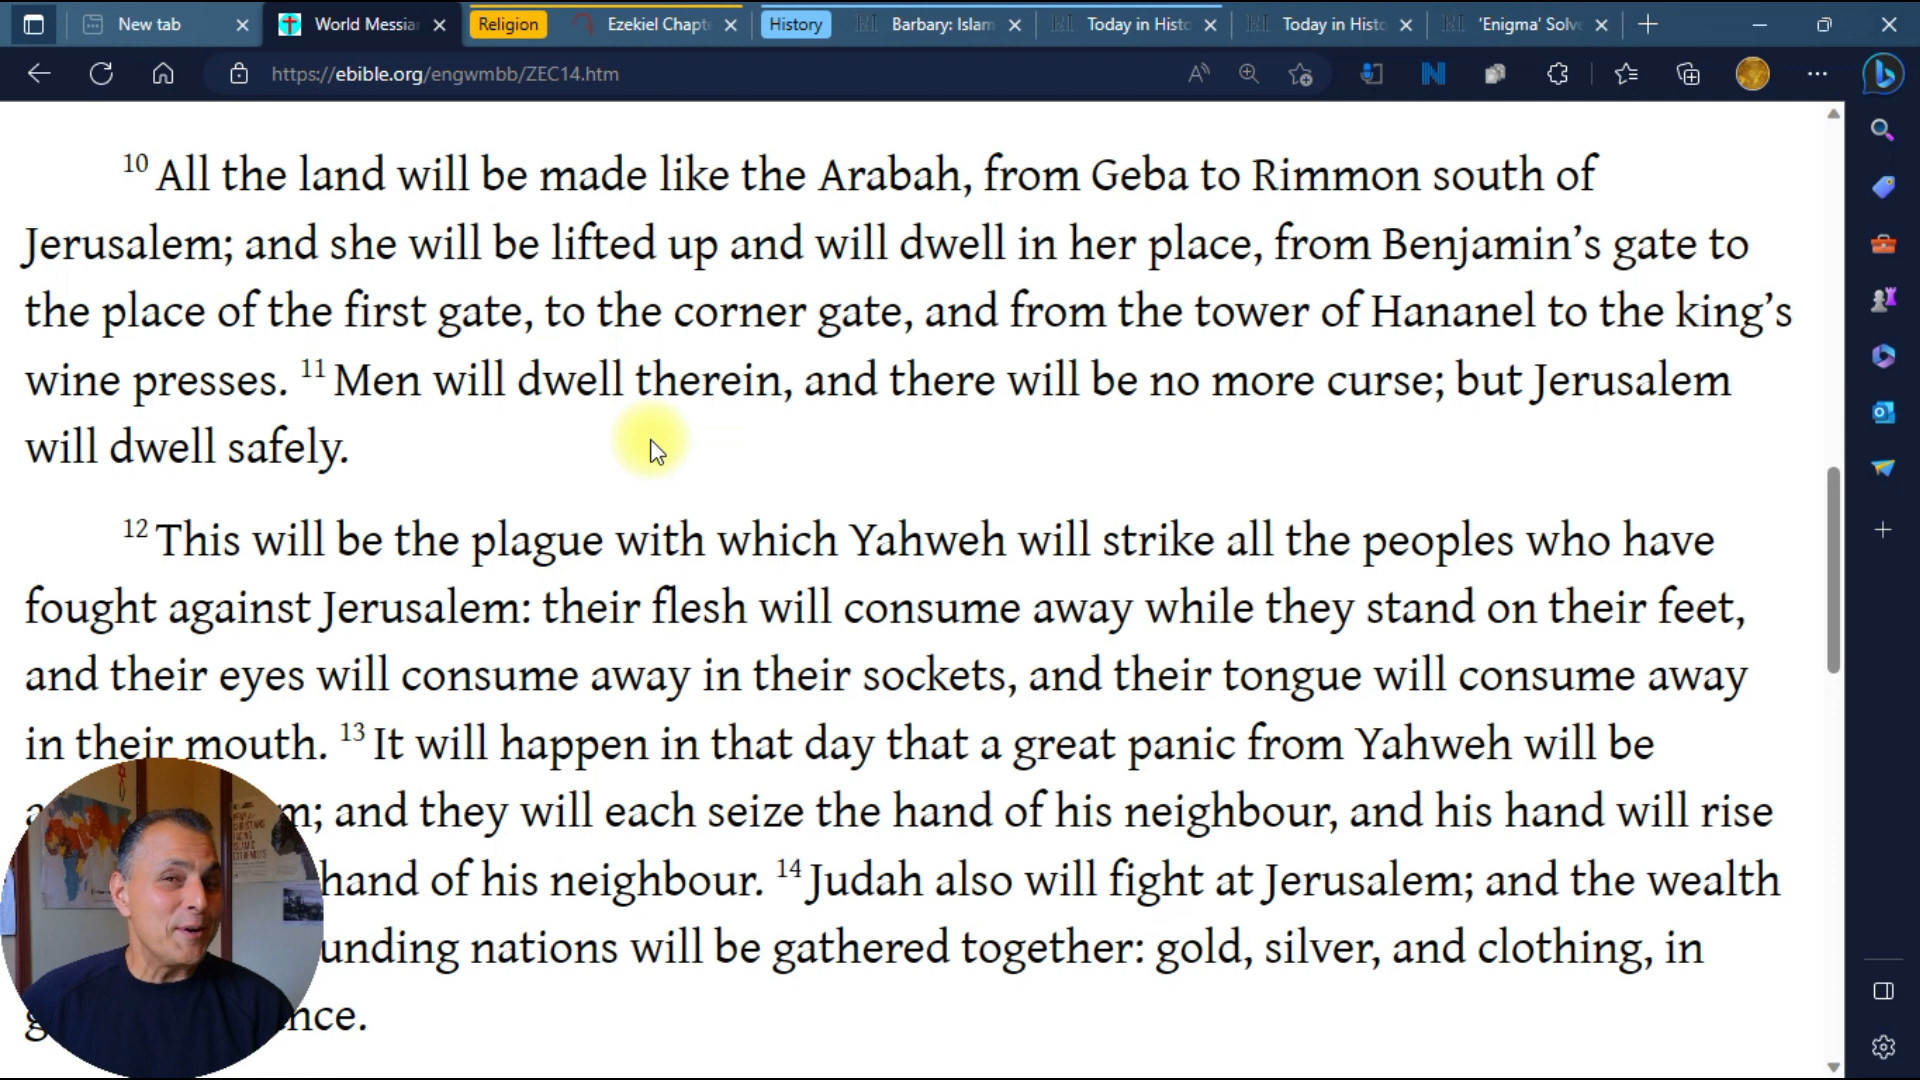 New tab
World Messia
Religion
Ezekiel Chapt
History
Barbary: Islam
Today in Histo
Today in Histo
'Enigma' Solv
https://ebible.org/engwmbb/ZEC14.htm
10 All the land will be made like the Arabah, from Geba to Rimmon south of
Jerusalem; and she will be lifted up and will dwell in her place, from Benjamin’s gate to
the place of the first gate, to the corner gate, and from the tower of Hananel to the king’s
wine presses. 11 Men will dwell therein, and there will be no more curse; but Jerusalem
will dwell safely.
12 This will be the plague with which Yahweh will strike all the peoples who have
fought against Jerusalem: their flesh will consume away while they stand on their feet,
and their eyes will consume away in their sockets, and their tongue will consume away
in their mouth. 13 It will happen in that day that a great panic from Yahweh will be
m; and they will each seize the hand of his neighbour, and his hand will rise
hand of his neighbour. 14 Judah also will fight at Jerusalem; and the wealth
unding nations will be gathered together: gold, silver, and clothing, in
nce.